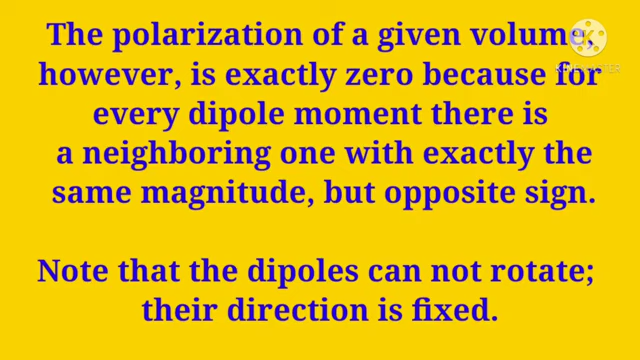 The polarization of a given volume,
however, is exactly zero because for
every dipole moment there is
a neighboring one with exactly the
same magnitude, but opposite sign.
Note that the dipoles can not rotate;
their direction is fixed.